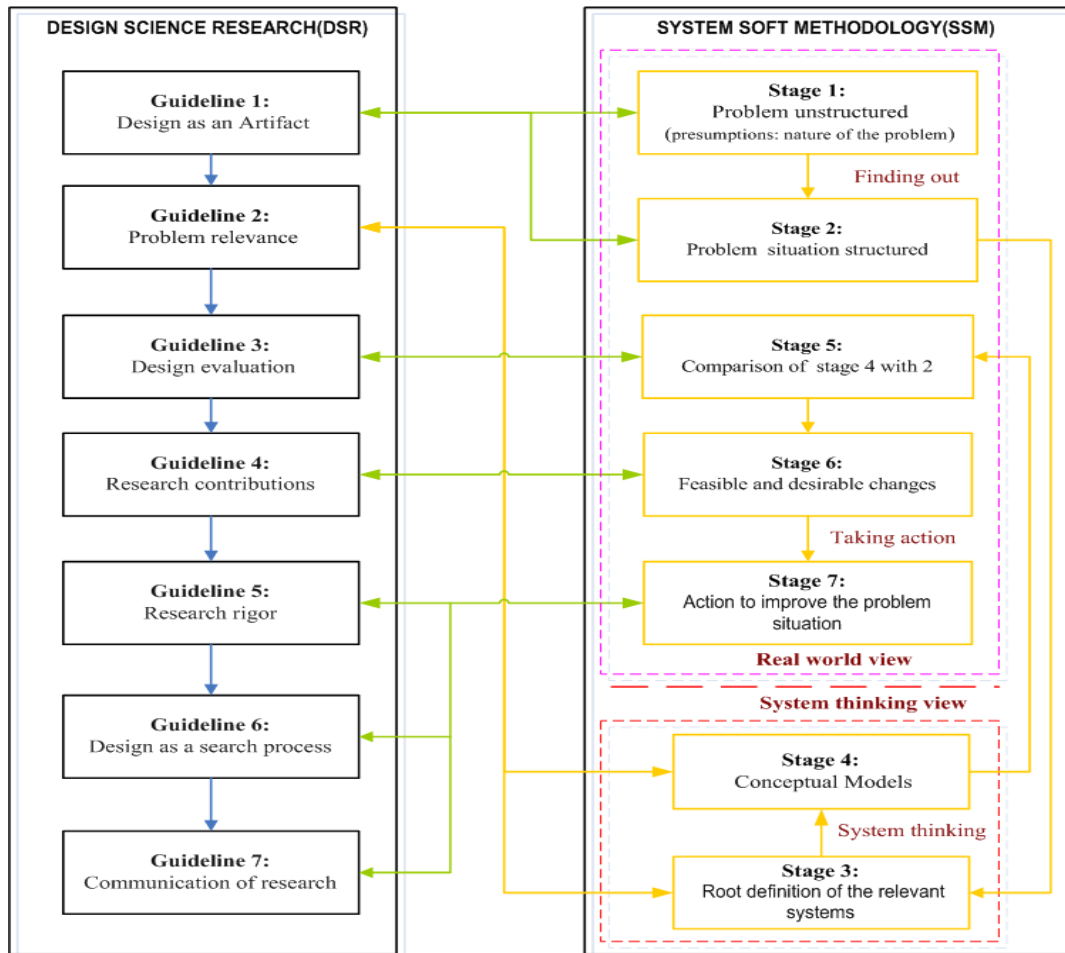 DESIGN SCIENCE RESEARCH(DSR)
Guideline 1:
Design as an Artifact
Guideline 2:
Problem relevance
Guideline 3:
Design evaluation
Guideline 4:
Research contributions
Guideline 5:
Research rigor
Guideline 6:
Design as a search process
Guideline 7:
Communication of research
SYSTEM SOFT METHODOLOGY(SSM)
Stage 1:
Problem unstructured
(presumptions: nature of the problem)
Finding out
Stage 2:
Problem situation structured
Stage 5:
Comparison of stage 4 with 2
Stage 6:
Feasible and desirable changes
Taking action
Stage 7:
Action to improve the problem
situation
Real world view
System thinking view
Stage 4:
Conceptual Models
System thinking
Stage 3:
Root definition of the relevant
systems